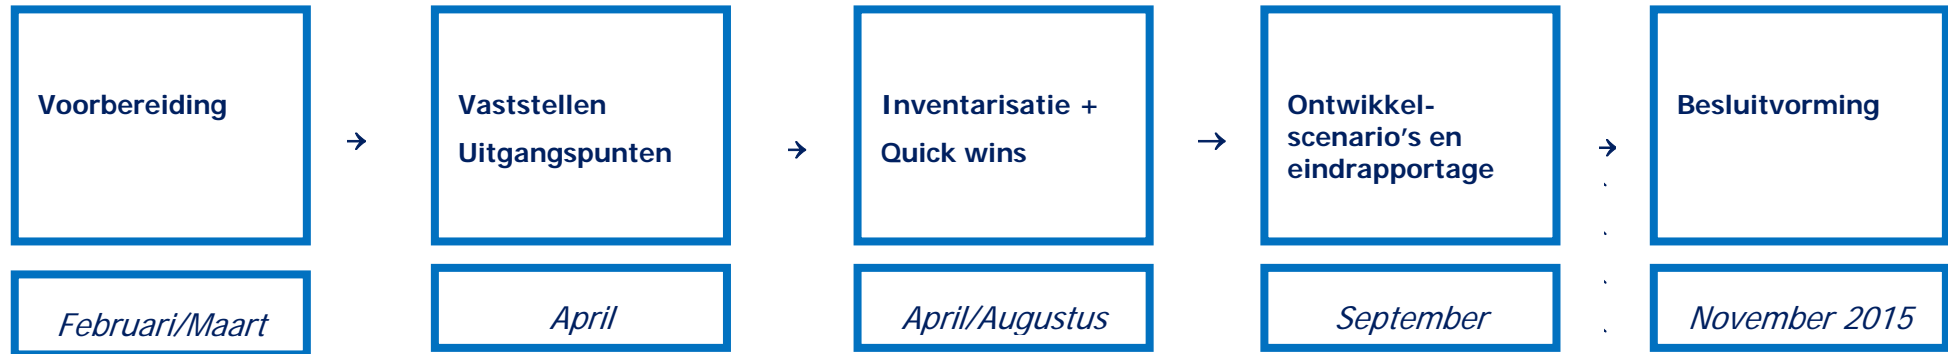 Voorbereiding
→
Vaststellen
Uitgangspunten
→
Inventarisatie +
Quick wins
→
Ontwikkel-
scenario's en
eindrapportage
→
Besluitvorming
Februari/Maart
April
April/Augustus
September
November 2015